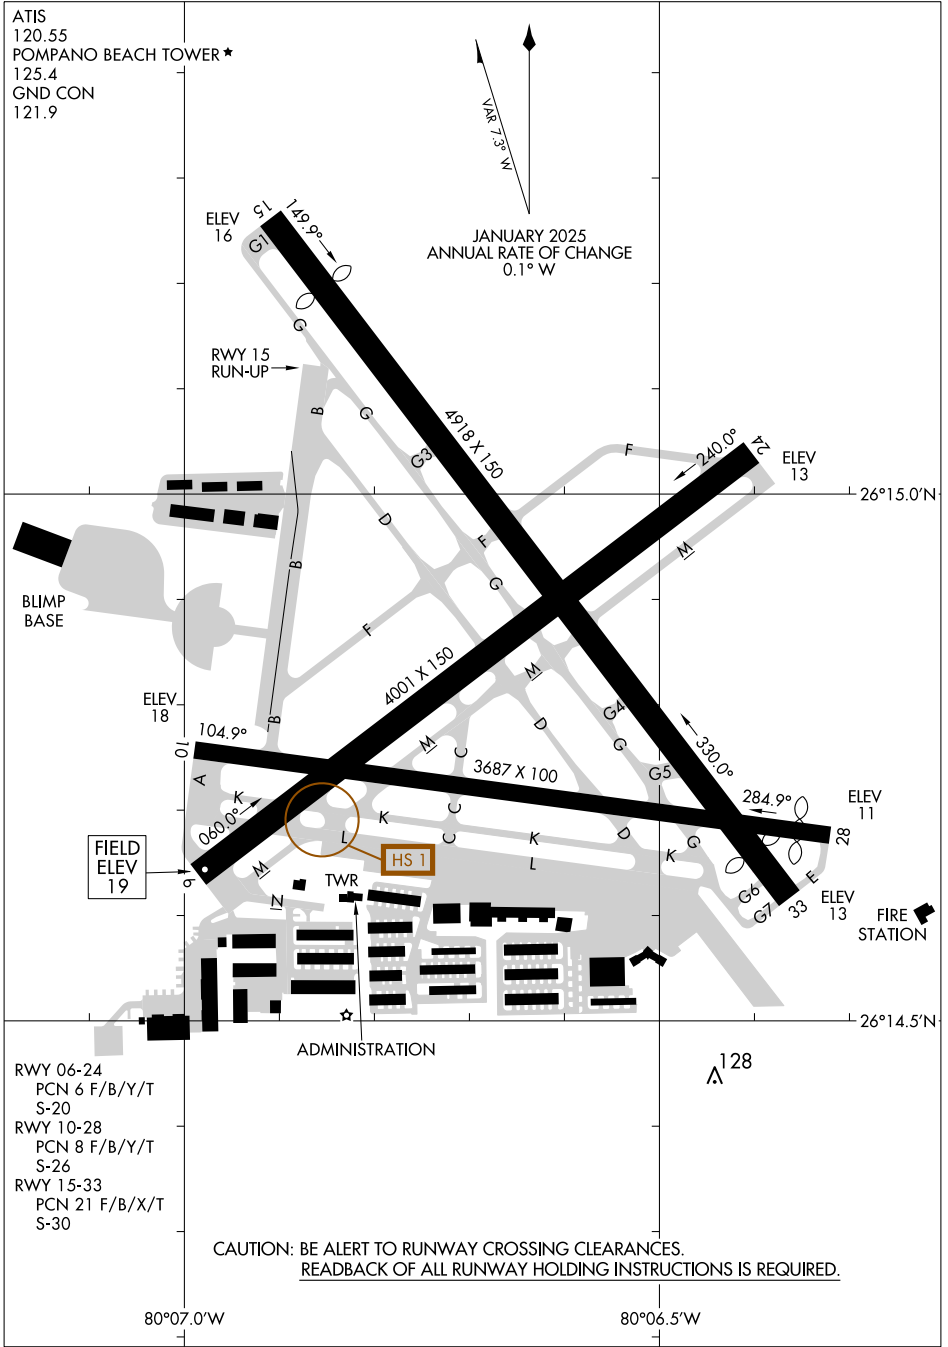 ATIS
120.55
POMPANO BEACH TOWER
125.4
GND CON
121.9
VAR 7.3° W
JANUARY 2025
ANNUAL RATE OF CHANGE
0.1° W
ELEV
16
15
149.9°
G1
G
RWY 15
RUN-UP
B
G
G3
4918 X 150
F
240.0°
24
ELEV
13
26°15.0'N
D
F
M
B
G
BLIMP
BASE
F
4001 X 150
M
ELEV
18
B
G4
D
G
330.0°
10
104.9°
M
C
3687 X 100
G5
A
K
060.0°
K
C
284.9°
ELEV
11
28
L
C
K
D
G
K
HS 1
L
FIELD
ELEV
19
6
M
N
TWR
G6
G7
E
33
ELEV
13
FIRE
STATION
26°14.5'N
ADMINISTRATION
128
RWY 06-24
PCN 6 F/B/Y/T
S-20
RWY 10-28
PCN 8 F/B/Y/T
S-26
RWY 15-33
PCN 21 F/B/X/T
S-30
CAUTION: BE ALERT TO RUNWAY CROSSING CLEARANCES.
READBACK OF ALL RUNWAY HOLDING INSTRUCTIONS IS REQUIRED.
80°07.0'W
80°06.5'W